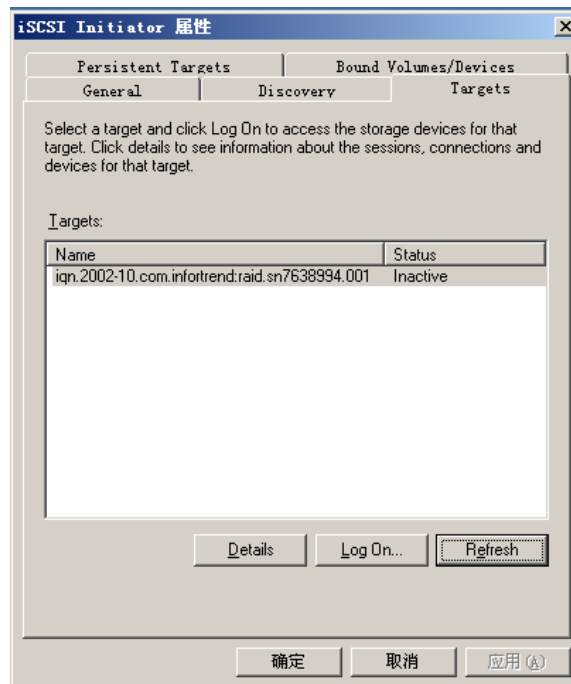 iSCSI Initiator 属性
Persistent Targets
Bound Volumes/Devices
General
Discovery
Targets
Select a target and click Log On to access the storage devices for that
target. Click details to see information about the sessions, connections and
devices for that target.
Targets:
Name
Status
iqn.2002-10.com.infortrend:raid.sn7638994.001
Inactive
Details
Log On...
Refresh
确定
取消
应用(A)